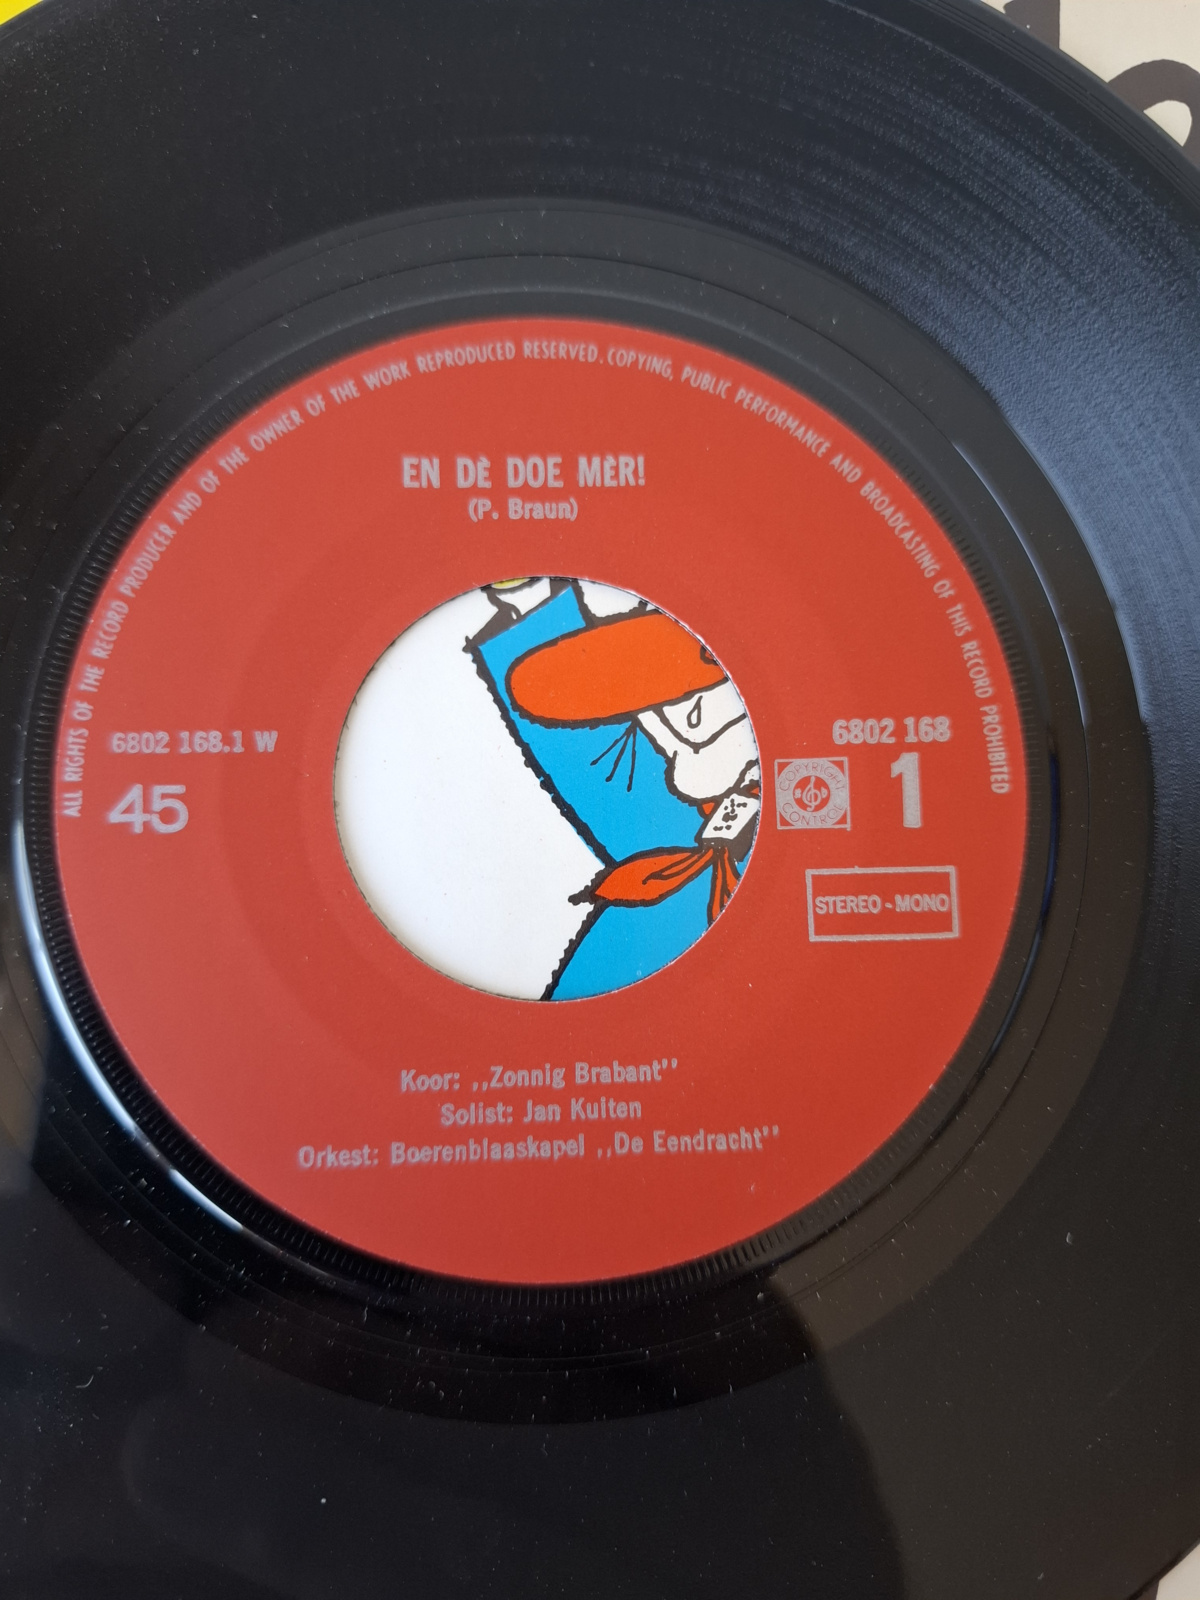 ALL RIGHTS OF THE RECORD PRODUCER AND OF THE OWNER OF THE WORK REPRODUCED RESERVED. COPYING, PUBLIC PERFORMANCE AND BROADCASTING OF THIS RECORD PROHIBITED
EN DÈ DOE MÈR!
(P. Braun)
6802 168.1 W
45
6802 168
COPYRIGHT
CONTROL
1
STEREO - MONO
Koor: ,,Zonnig Brabant’’
Solist: Jan Kuiten
Orkest: Boerenblaaskapel ,,De Eendracht’’